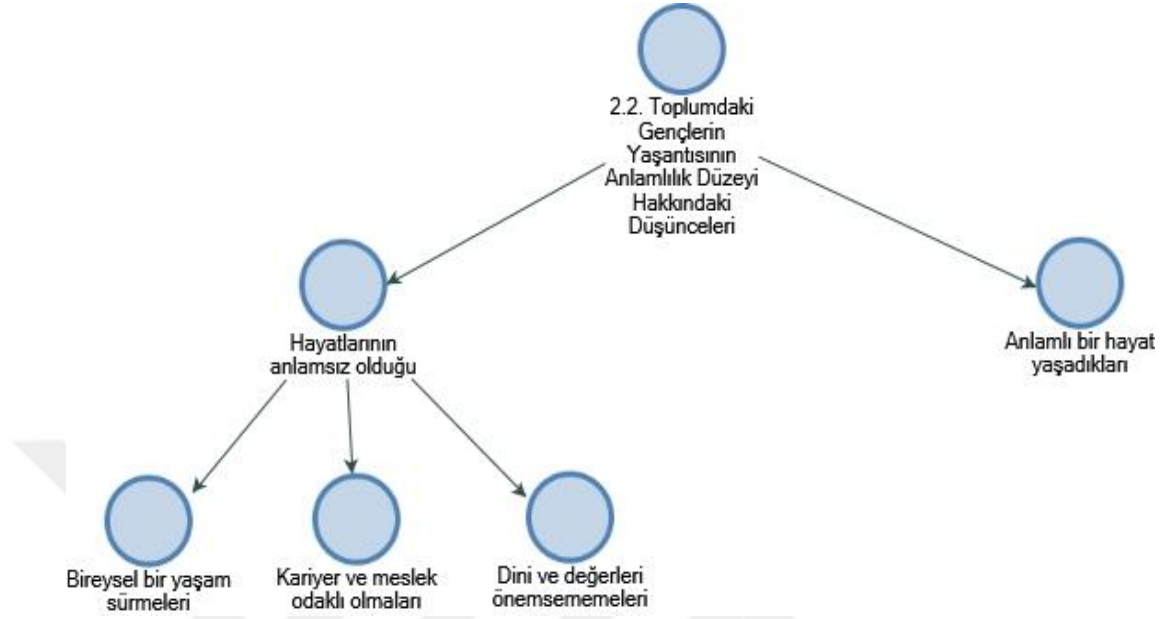 2.2. Toplumdaki
Gençlerin
Yaşantısının
Anlamlılık Düzeyi
Hakkındaki
Düşünceleri
Hayatlarının
anlamsız olduğu
Anlamlı bir hayat
yaşadıkları
Bireysel bir yaşam
sürmeleri
Kariyer ve meslek
odaklı olmaları
Dini ve değerleri
önemsememeleri